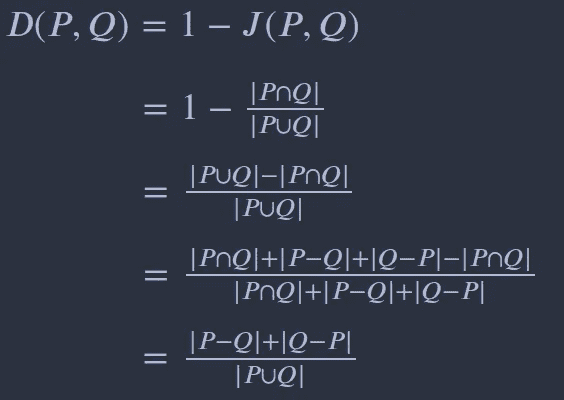 D(P, Q) = 1 − J(P, Q)
= 1 − |P∩Q| / |P∪Q|
= |P∪Q|−|P∩Q| / |P∪Q|
= |P∩Q|+|P−Q|+|Q−P|−|P∩Q| / |P∩Q|+|P−Q|+|Q−P|
= |P−Q|+|Q−P| / |P∪Q|